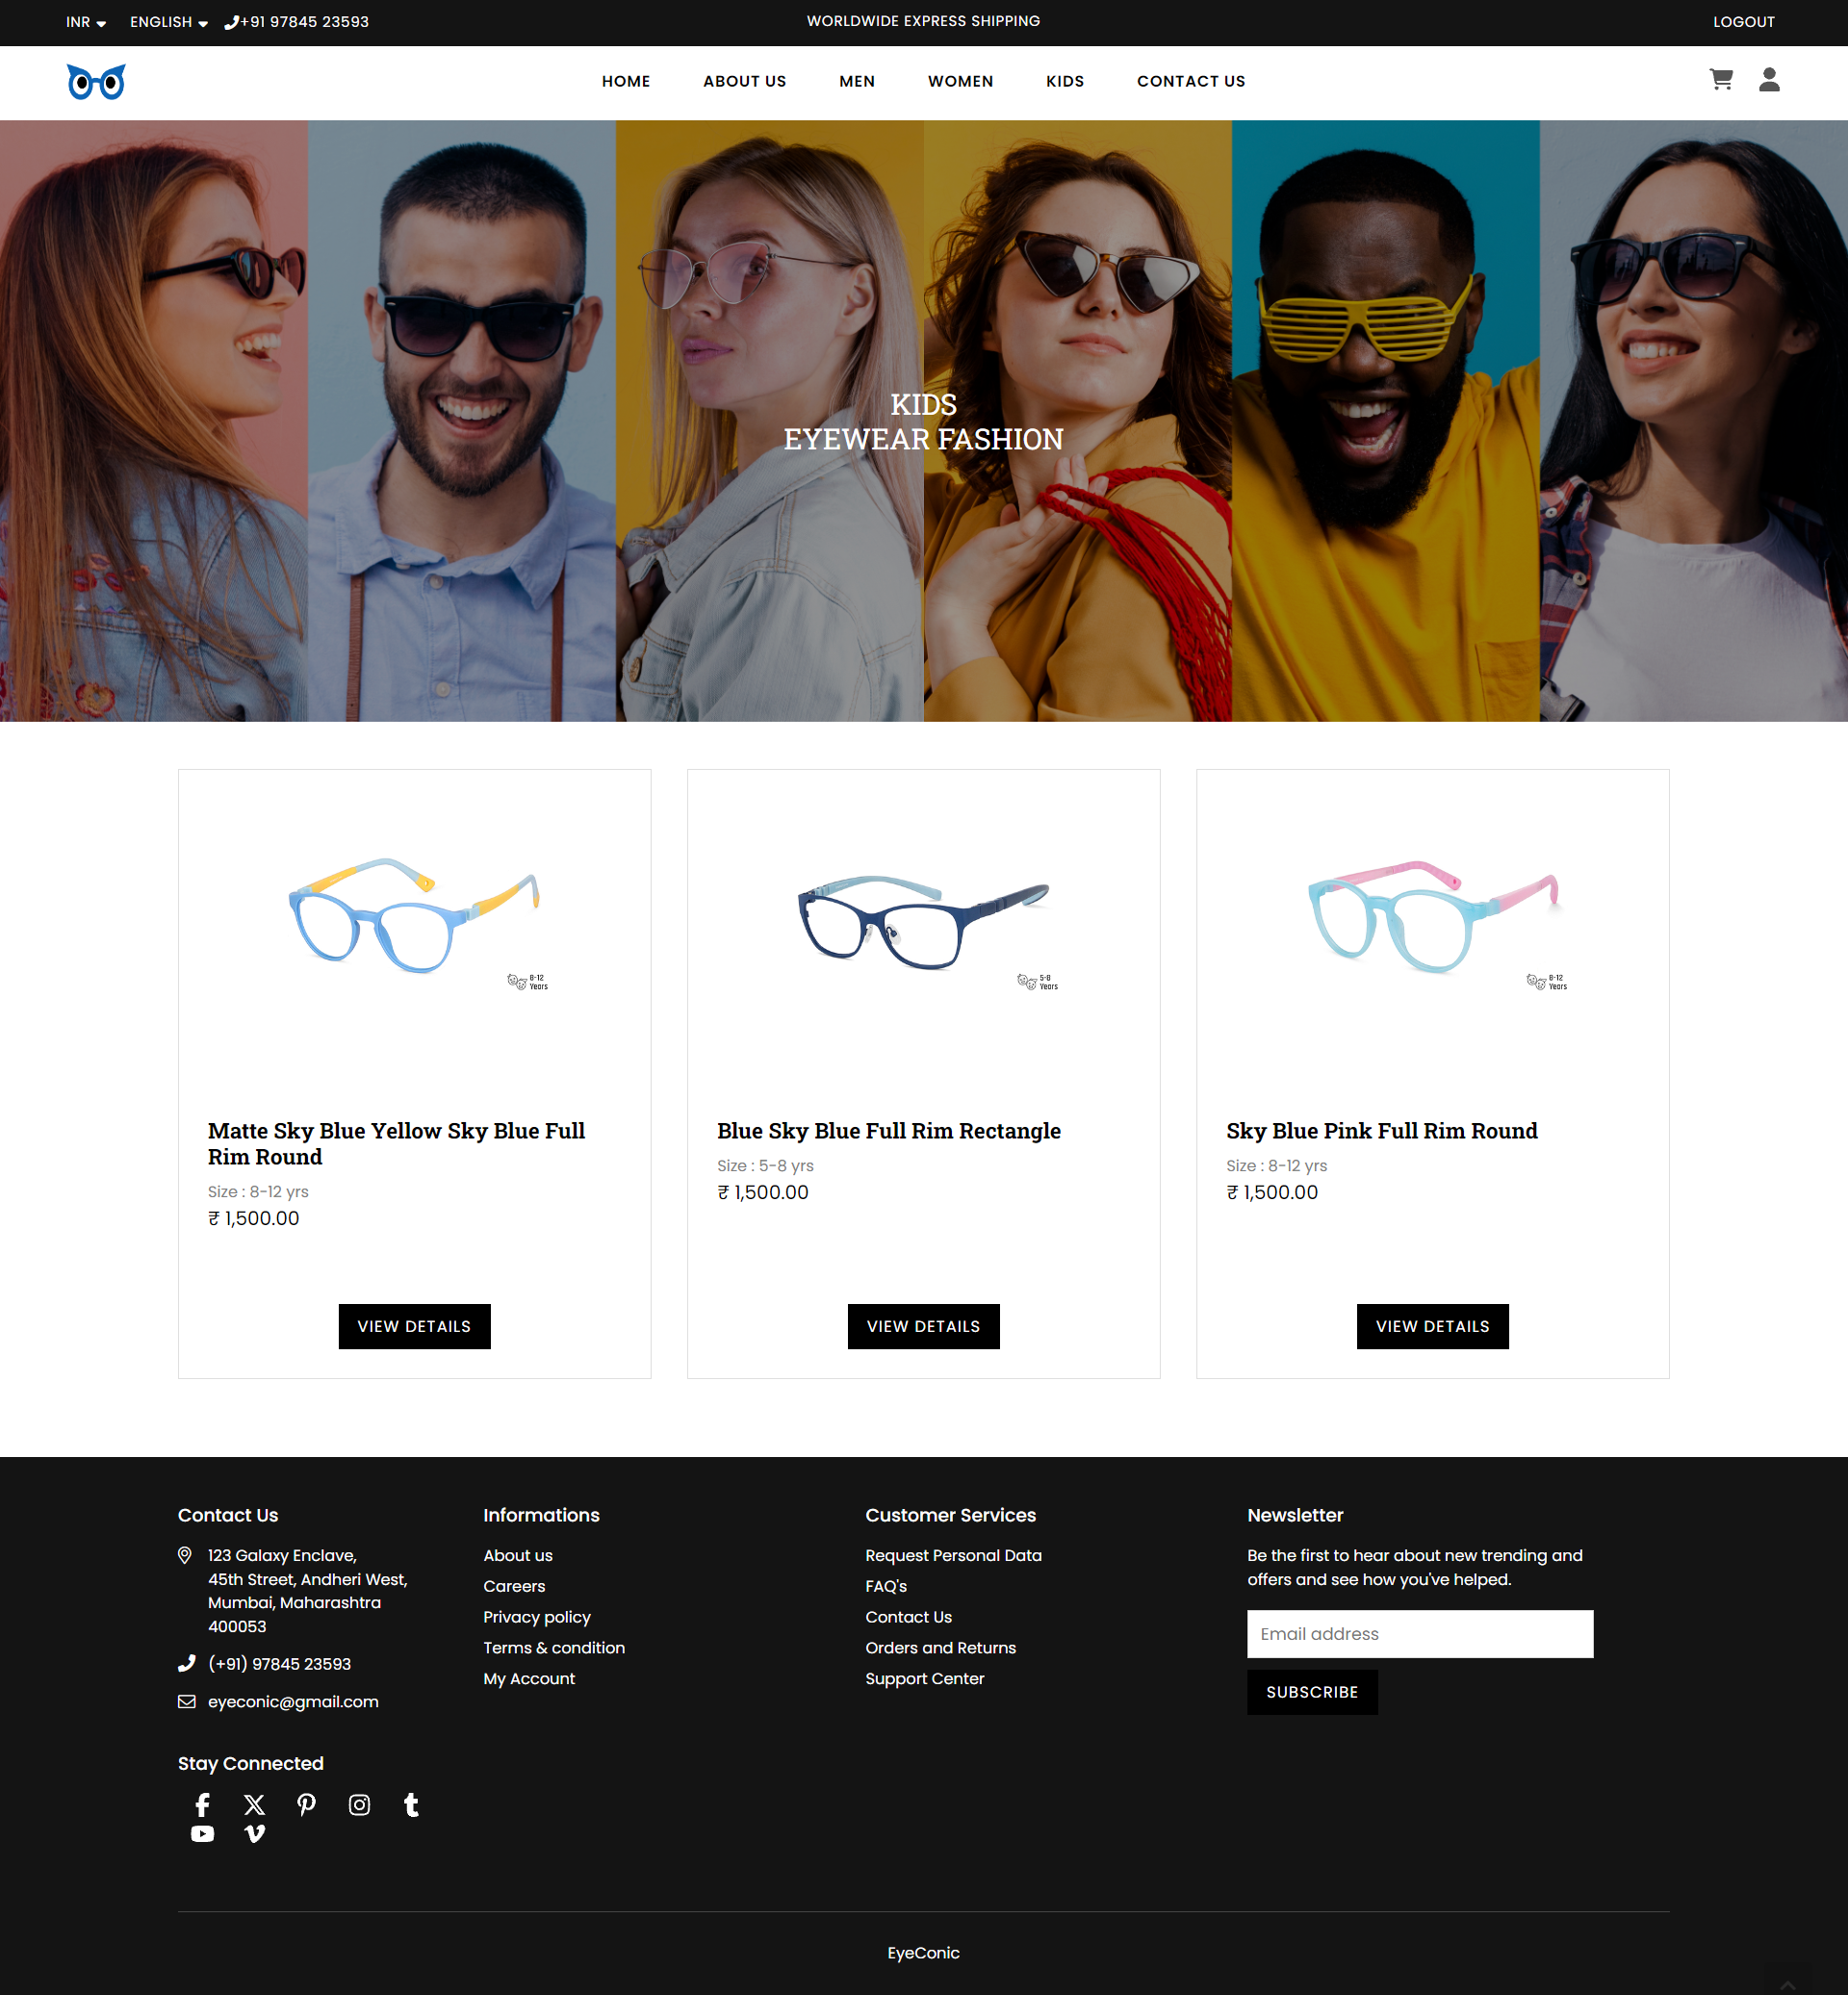 INR
ENGLISH
+91 97845 23593
WORLDWIDE EXPRESS SHIPPING
LOGOUT
HOME
ABOUT US
MEN
WOMEN
KIDS
CONTACT US
KIDS
EYEWEAR FASHION
8-12
Years
5-8
Years
8-12
Years
Matte Sky Blue Yellow Sky Blue Full
Rim Round
Size : 8-12 yrs
₹ 1,500.00
VIEW DETAILS
Blue Sky Blue Full Rim Rectangle
Size : 5-8 yrs
₹ 1,500.00
VIEW DETAILS
Sky Blue Pink Full Rim Round
Size : 8-12 yrs
₹ 1,500.00
VIEW DETAILS
Contact Us
123 Galaxy Enclave,
45th Street, Andheri West,
Mumbai, Maharashtra
400053
(+91) 97845 23593
eyeconic@gmail.com
Stay Connected
Informations
About us
Careers
Privacy policy
Terms & condition
My Account
Customer Services
Request Personal Data
FAQ's
Contact Us
Orders and Returns
Support Center
Newsletter
Be the first to hear about new trending and
offers and see how you've helped.
Email address
SUBSCRIBE
EyeConic